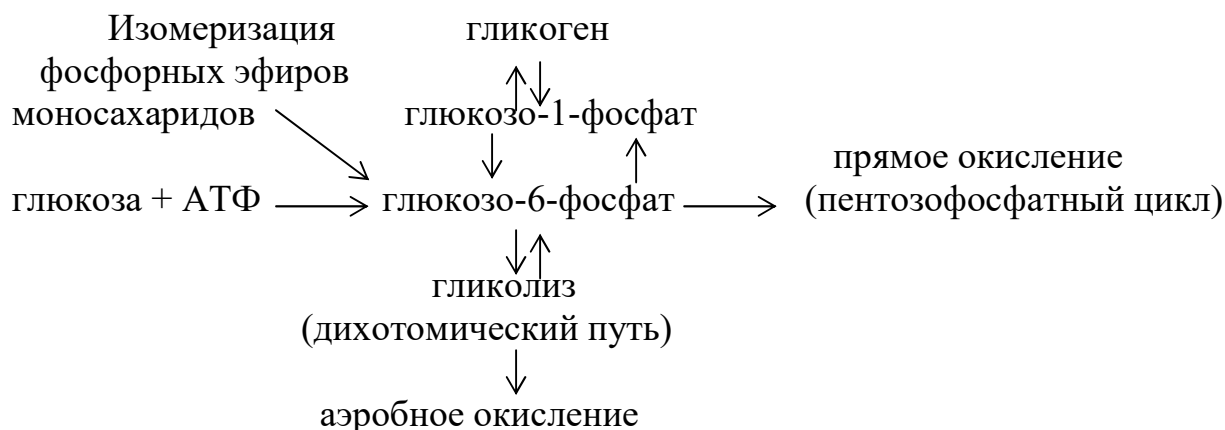 Изомеризация
фосфорных эфиров
моносахаридов
гликоген
глюкозо-1-фосфат
глюкоза + АТФ
глюкозо-6-фосфат
прямое окисление
(пентозофосфатный цикл)
гликолиз
(дихотомический путь)
аэробное окисление